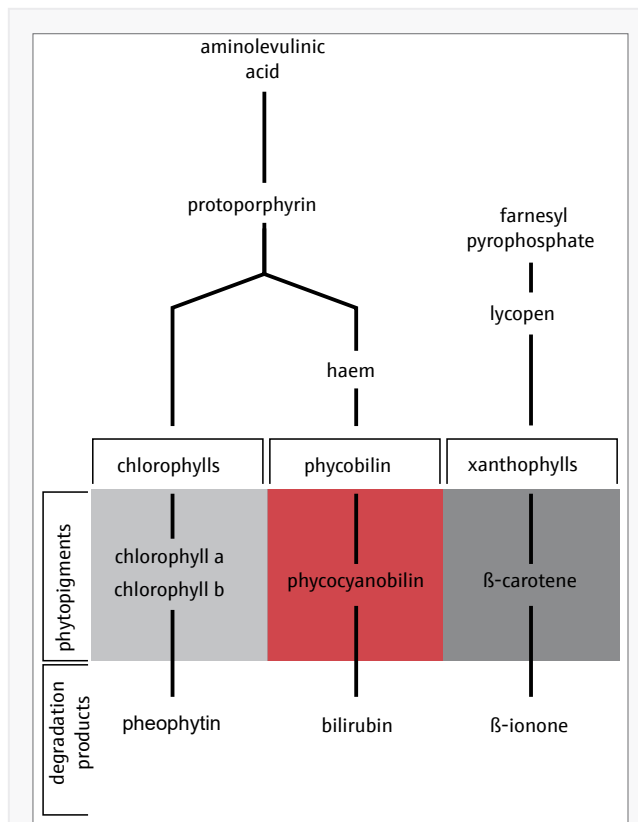 aminolevulinic
acid
protoporphyrin
farnesyl
pyrophosphate
lycopen
haem
chlorophylls
phycobilin
xanthophylls
phytopigments
chlorophyll a
chlorophyll b
phycocyanobilin
ß-carotene
degradation
products
pheophytin
bilirubin
ß-ionone